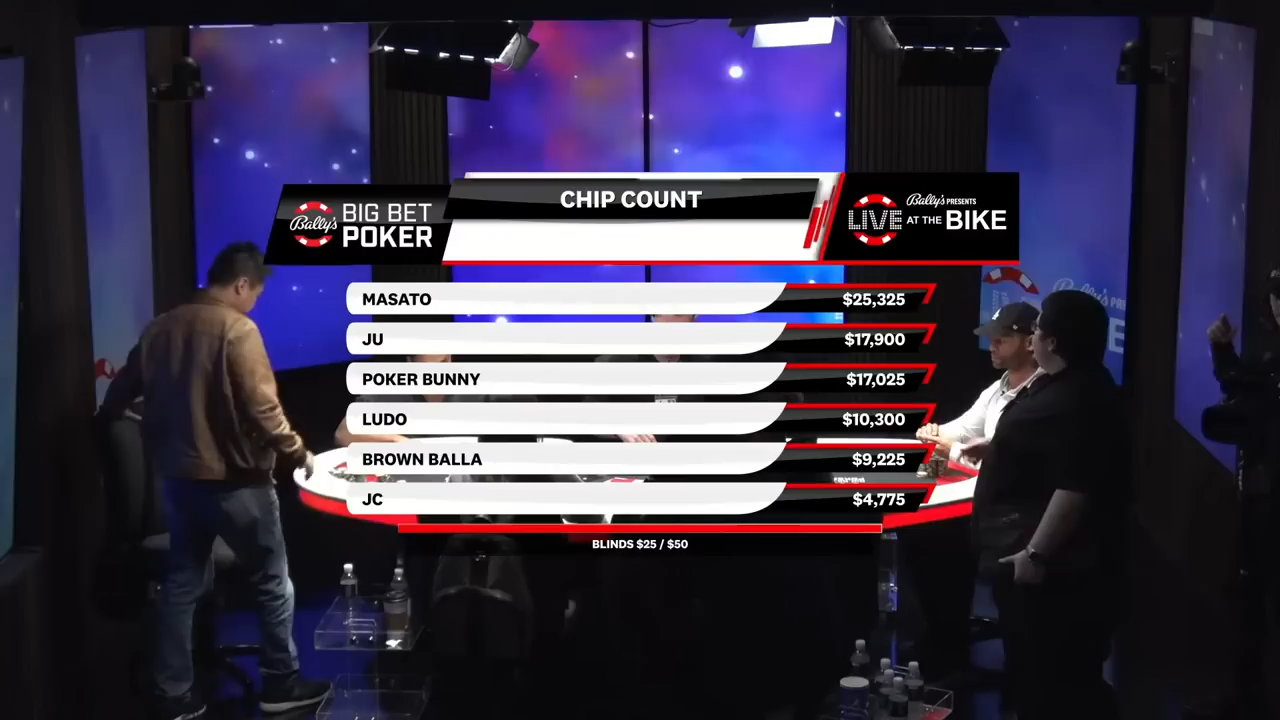 Bally's
BIG BET
POKER
CHIP COUNT
Bally's PRESENTS
LIVE AT THE BIKE
MASATO $25,325
JU $17,900
POKER BUNNY $17,025
LUDO $10,300
BROWN BALLA $9,225
JC $4,775
BLINDS $25 / $50